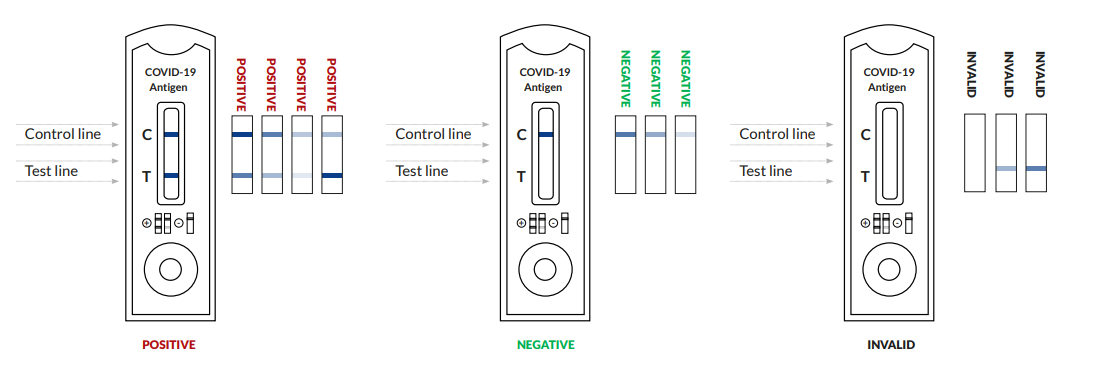 COVID-19
Antigen
Control line
Test line
C
T
+
-
POSITIVE
POSITIVE
POSITIVE
POSITIVE
POSITIVE
COVID-19
Antigen
Control line
Test line
C
T
+
-
NEGATIVE
NEGATIVE
NEGATIVE
NEGATIVE
COVID-19
Antigen
Control line
Test line
C
T
+
-
INVALID
INVALID
INVALID
INVALID